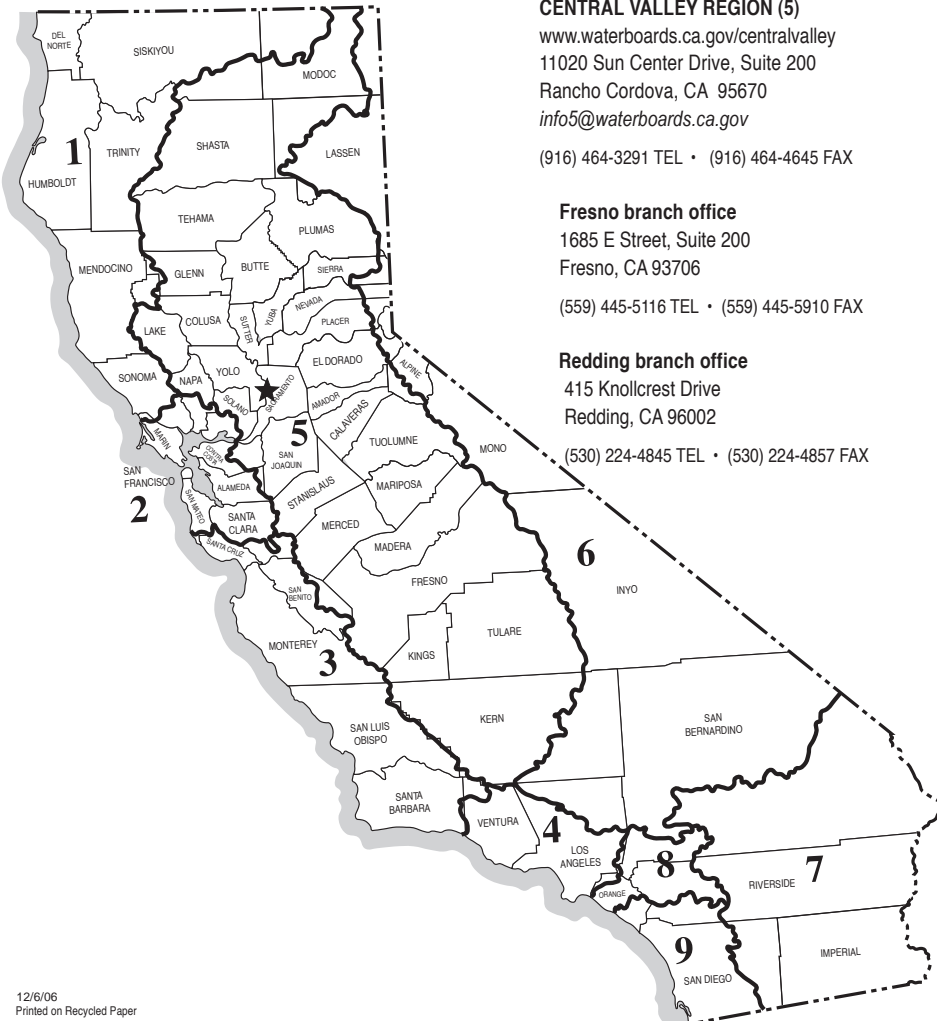 CENTRAL VALLEY REGION (5)
www.waterboards.ca.gov/centralvalley
11020 Sun Center Drive, Suite 200
Rancho Cordova, CA 95670
info5@waterboards.ca.gov
(916) 464-3291 TEL • (916) 464-4645 FAX
Fresno branch office
1685 E Street, Suite 200
Fresno, CA 93706
(559) 445-5116 TEL • (559) 445-5910 FAX
Redding branch office
415 Knollcrest Drive
Redding, CA 96002
(530) 224-4845 TEL • (530) 224-4857 FAX
DEL
NORTE
SISKIYOU
MODOC
1
TRINITY
SHASTA
LASSEN
HUMBOLDT
TEHAMA
PLUMAS
MENDOCINO
GLENN
BUTTE
SIERRA
LAKE
COLUSA
SUTTER
YUBA
NEVADA
PLACER
SONOMA
NAPA
YOLO
EL DORADO
ALPINE
SOLANO
SACRAMENTO
AMADOR
CALAVERAS
5
MARIN
CONTRA
COSTA
SAN
JOAQUIN
TUOLUMNE
MONO
SAN
FRANCISCO
ALAMEDA
STANISLAUS
MARIPOSA
2
SAN MATEO
SANTA
CLARA
MERCED
SANTA CRUZ
MADERA
6
SAN
BENITO
FRESNO
INYO
MONTEREY
3
KINGS
TULARE
SAN LUIS
OBISPO
KERN
SAN
BERNARDINO
SANTA
BARBARA
VENTURA
4
LOS
ANGELES
8
7
ORANGE
RIVERSIDE
9
SAN DIEGO
IMPERIAL
12/6/06
Printed on Recycled Paper